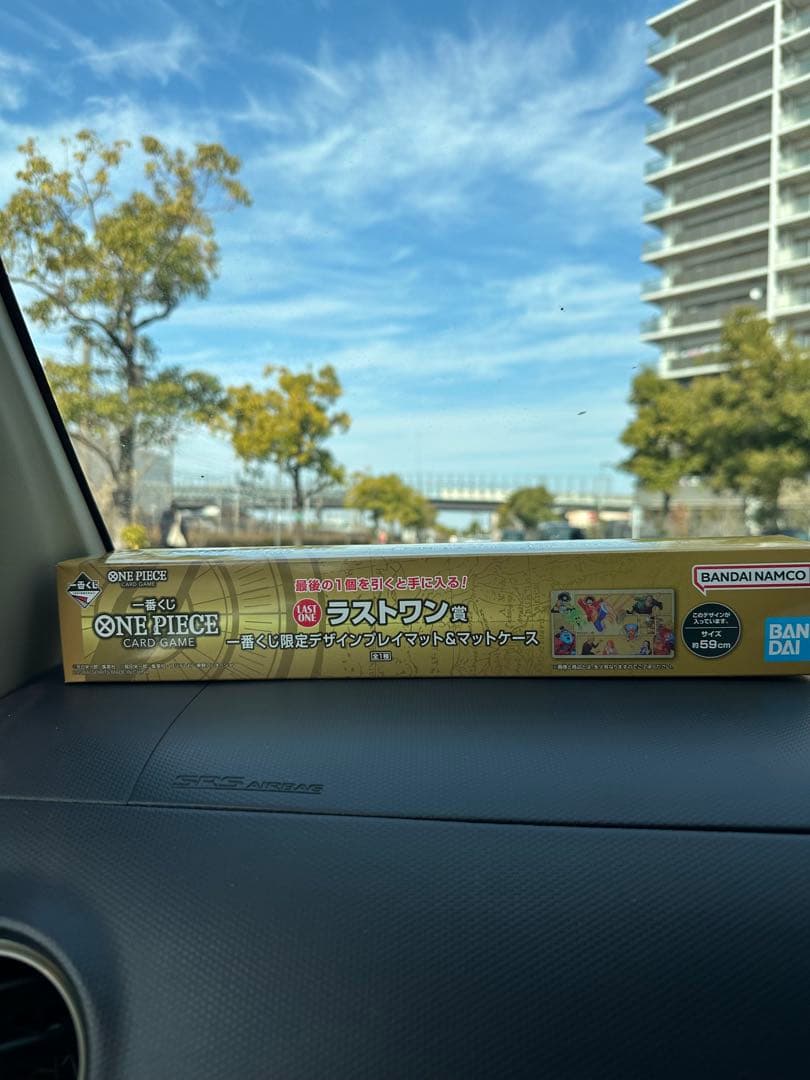 一番くじ
ONE PIECE
CARD GAME
一番くじ
ONE PIECE
CARD GAME
最後の1個を引くと手に入る!
LAST ONE
ラストワン賞
一番くじ限定デザインプレイマット&マットケース
全1種
このデザインが
入っています。
サイズ
約59cm
BANDAI NAMCO
BAN
DAI
SRS AIRBAG